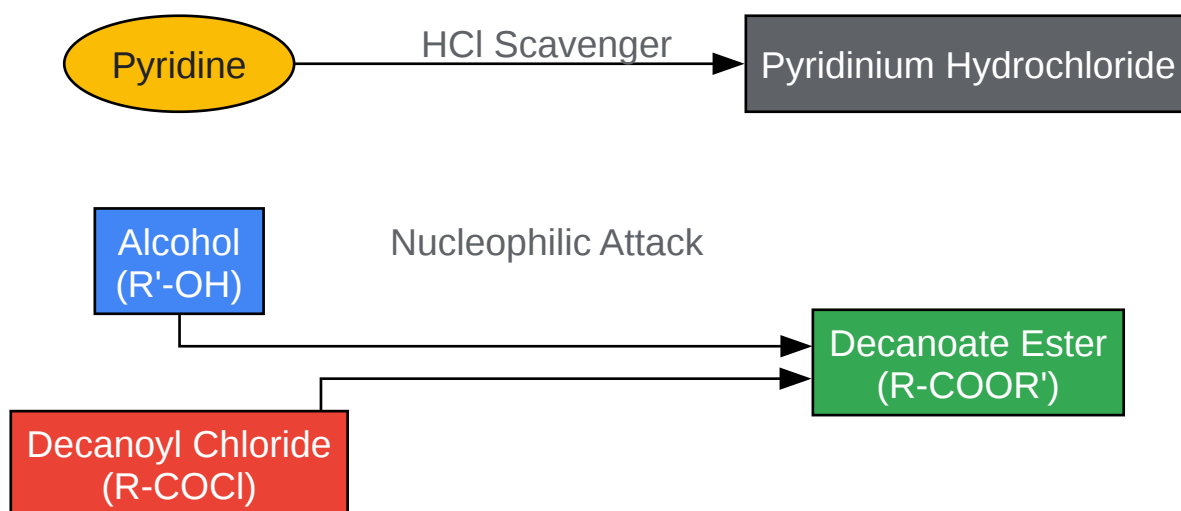 Pyridine
HCl Scavenger
Pyridinium Hydrochloride
Alcohol
(R'-OH)
Nucleophilic Attack
Decanoate Ester
(R-COOR')
Decanoyl Chloride
(R-COCl)